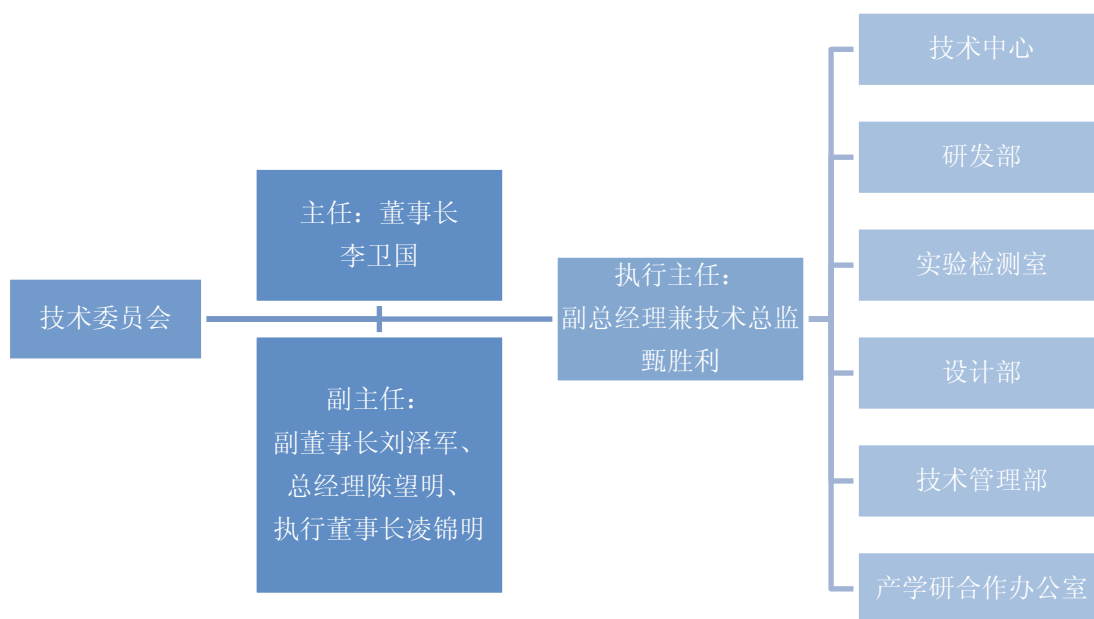 技术委员会
主任：董事长
李卫国
副主任：
副董事长刘泽军、
总经理陈望明、
执行董事长凌锦明
执行主任：
副总经理兼技术总监
甄胜利
技术中心
研发部
实验检测室
设计部
技术管理部
产学研合作办公室